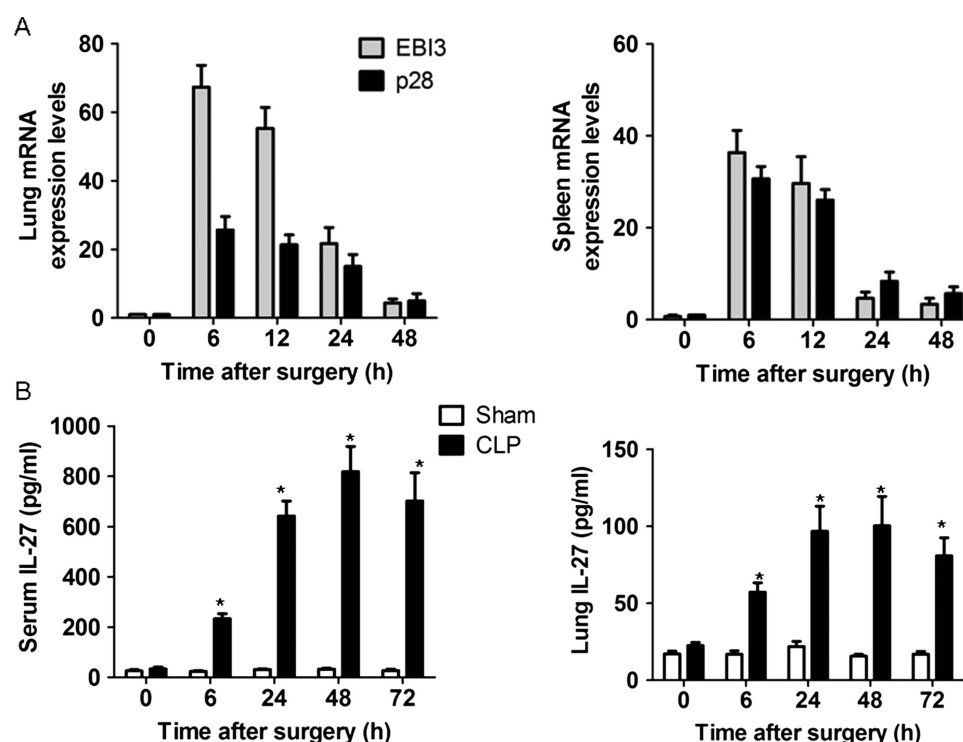 A
Lung mRNA
expression levels
80
60
40
20
0
EBI3
p28
0 6 12 24 48
Time after surgery (h)
Spleen mRNA
expression levels
60
40
20
0
0 6 12 24 48
Time after surgery (h)
B
Serum IL-27 (pg/ml)
1000
800
600
400
200
0
* * * *
Sham
CLP
0 6 24 48 72
Time after surgery (h)
Lung IL-27 (pg/ml)
150
100
50
0
* * * *
0 6 24 48 72
Time after surgery (h)